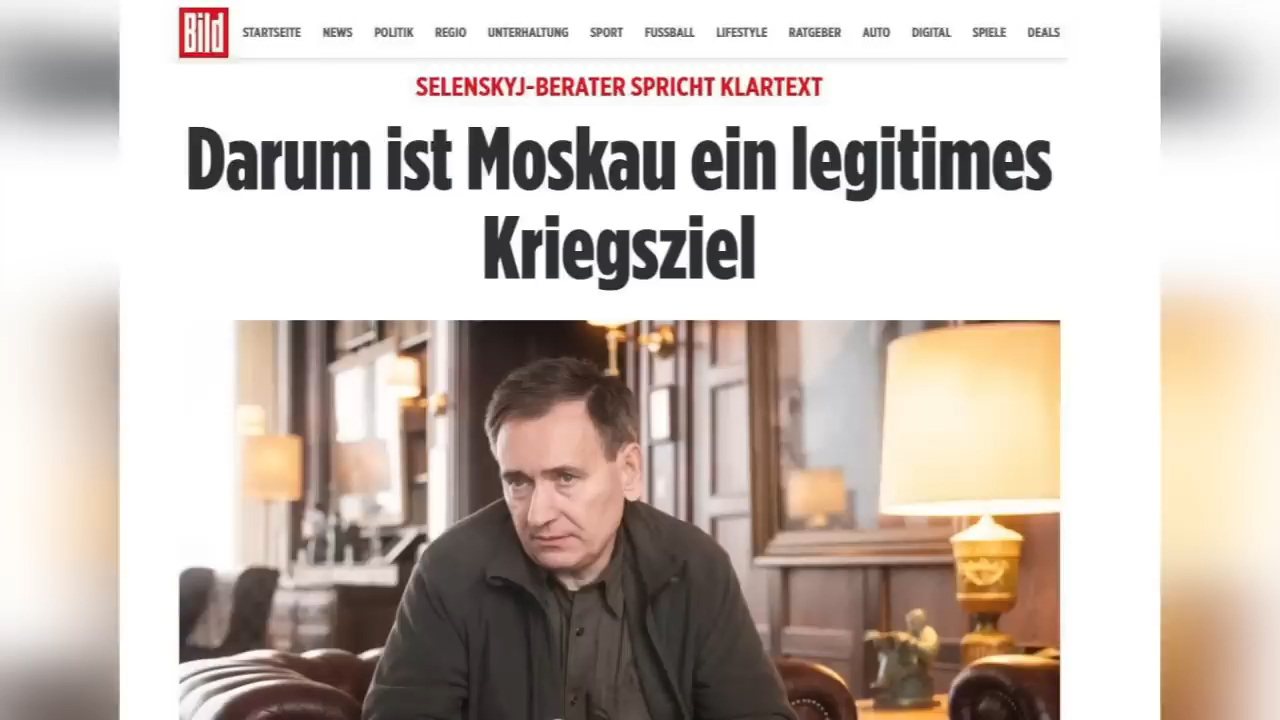 Bild STARTSEITE NEWS POLITIK REGIO UNTERHALTUNG SPORT FUSSBALL LIFESTYLE RATGEBER AUTO DIGITAL SPIELE DEALS
SELENSKYJ-BERATER SPRICHT KLARTEXT
Darum ist Moskau ein legitimes
Kriegsziel